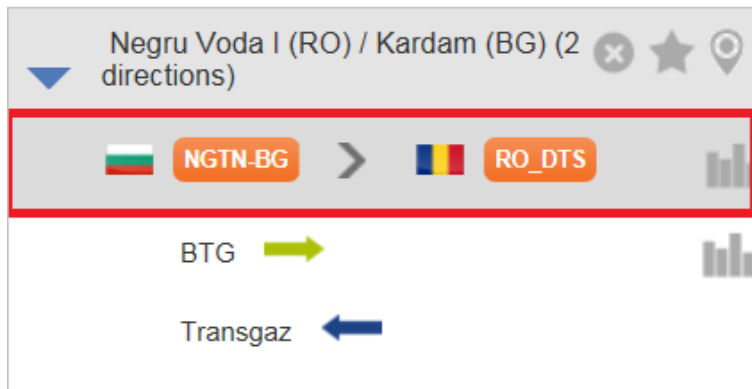 Negru Voda I (RO) / Kardam (BG) (2
directions)
NGTN-BG > RO_DTS
BTG
Transgaz